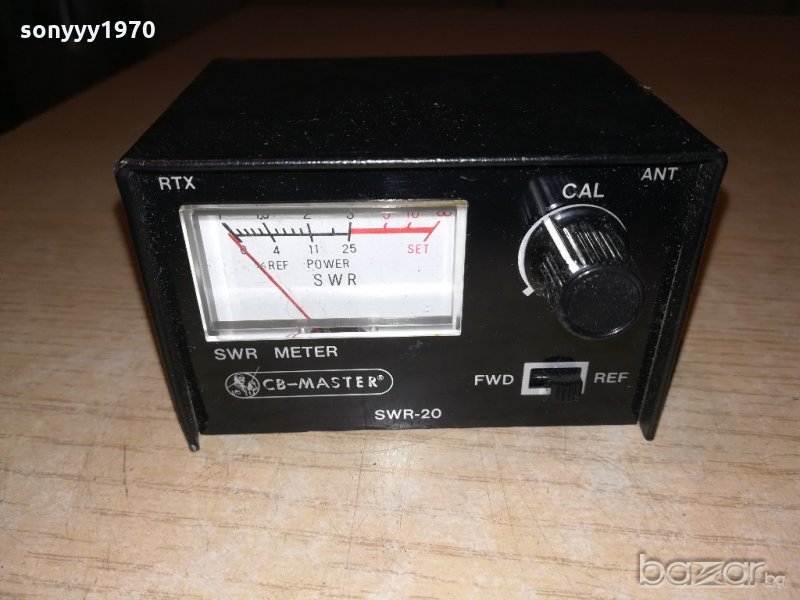 sonyyy1970
RTX
ANT
CAL
1 1.5 2 3 5 10 ∞
0 4 11 25 SET
%REF POWER
SWR
SWR METER
CB-MASTER®
FWD
REF
SWR-20
bazar.bg